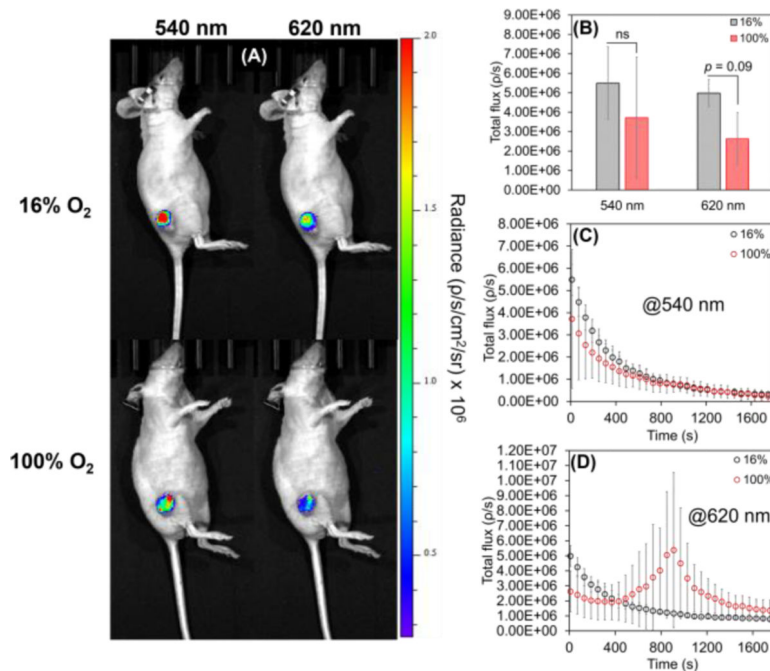 540 nm 620 nm
(A)
16% O₂
100% O₂
2.0
1.5
1.0
0.5
Radiance (ρ/s/cm²/sr) x 10⁶
(B)
16%
100%
ns
p = 0.09
Total flux (ρ/s)
9.00E+06
8.00E+06
7.00E+06
6.00E+06
5.00E+06
4.00E+06
3.00E+06
2.00E+06
1.00E+06
0.00E+00
540 nm 620 nm
(C)
16%
100%
@540 nm
Total flux (ρ/s)
8.00E+06
7.00E+06
6.00E+06
5.00E+06
4.00E+06
3.00E+06
2.00E+06
1.00E+06
0.00E+00
0 400 800 1200 1600
Time (s)
(D)
16%
100%
@620 nm
Total flux (ρ/s)
1.20E+07
1.10E+07
1.00E+07
9.00E+06
8.00E+06
7.00E+06
6.00E+06
5.00E+06
4.00E+06
3.00E+06
2.00E+06
1.00E+06
0.00E+00
0 400 800 1200 1600
Time (s)